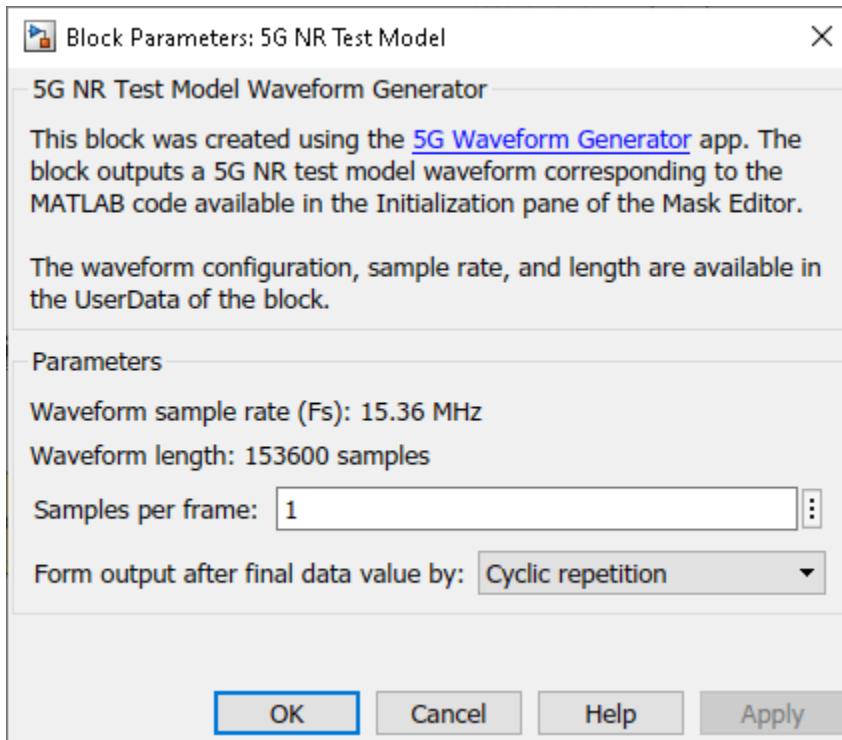 Block Parameters: 5G NR Test Model
5G NR Test Model Waveform Generator
This block was created using the 5G Waveform Generator app. The
block outputs a 5G NR test model waveform corresponding to the
MATLAB code available in the Initialization pane of the Mask Editor.
The waveform configuration, sample rate, and length are available in
the UserData of the block.
Parameters
Waveform sample rate (Fs): 15.36 MHz
Waveform length: 153600 samples
Samples per frame: 1
Form output after final data value by: Cyclic repetition
OK Cancel Help Apply